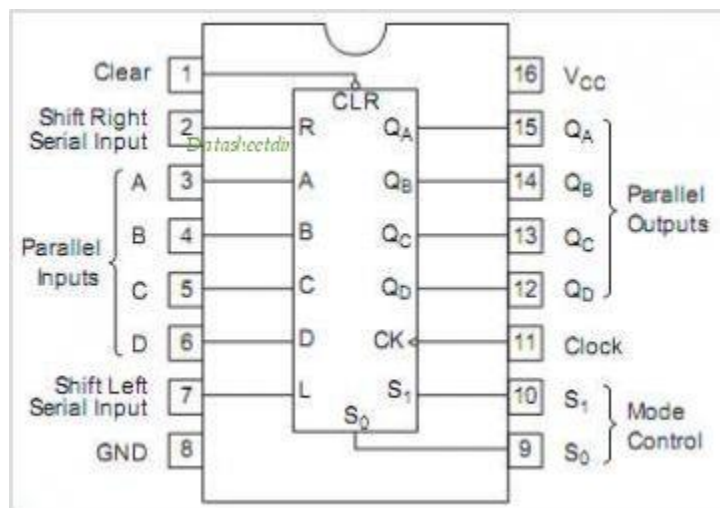 Clear 1
CLR
16 VCC
Shift Right
Serial Input
2
R
QA
15 QA
A 3
A
QB
14 QB
B 4
B
QC
13 QC
C 5
C
QD
12 QD
D 6
D
CK
11 Clock
Parallel
Inputs
Parallel
Outputs
Shift Left
Serial Input
7
L
S1
10 S1
S0
GND 8
9 S0
Mode
Control